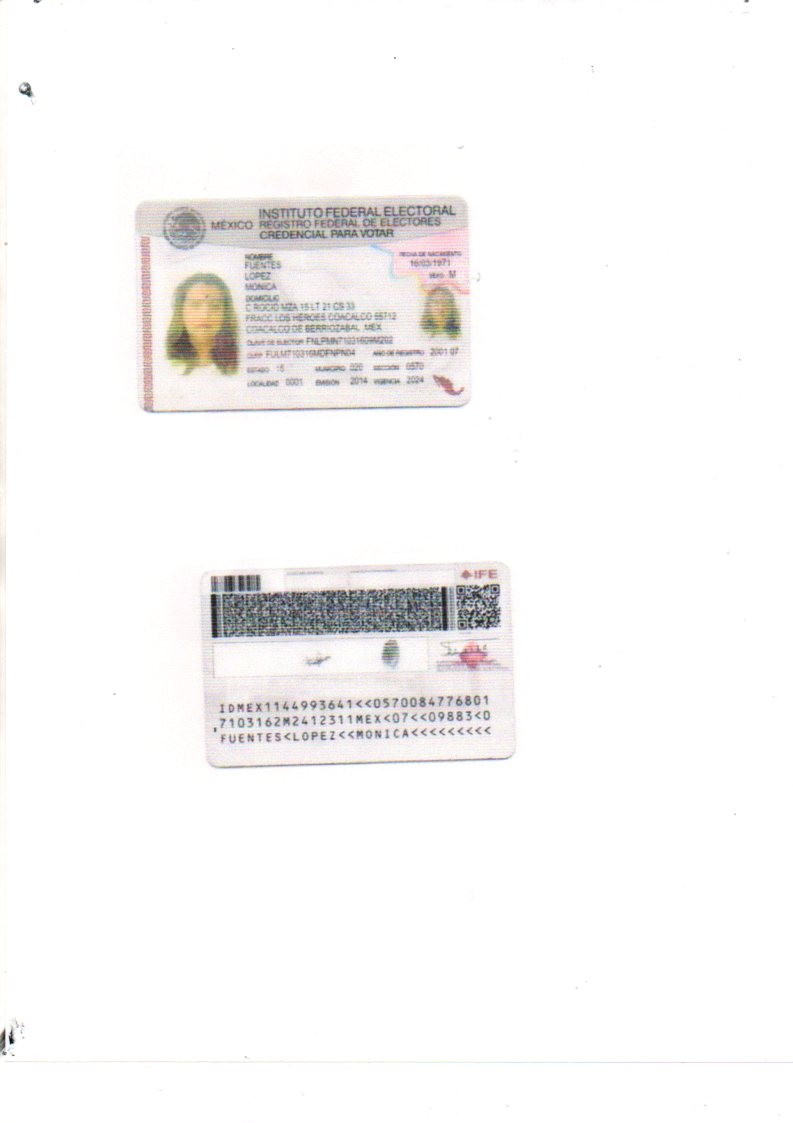 INSTITUTO FEDERAL ELECTORAL
MÉXICO REGISTRO FEDERAL DE ELECTORES
CREDENCIAL PARA VOTAR
NOMBRE
FUENTES
LOPEZ
MONICA
FECHA DE NACIMIENTO
16/03/1971
SEXO M
DOMICILIO
C ROCIO MZA 15 LT 21 CS 33
FRACC LOS HEROES COACALCO 55712
COACALCO DE BERRIOZABAL, MEX.
CLAVE DE ELECTOR FNLPMN71031609M202
CURP FULM710316MDFNPN04 AÑO DE REGISTRO 2001 07
ESTADO 15 MUNICIPIO 020 SECCIÓN 0570
LOCALIDAD 0001 EMISIÓN 2014 VIGENCIA 2024
IFE
IDMEX1144993641<<0570084776801
7103162M2412311MEX<07<<09883<0
FUENTES<LOPEZ<<MONICA<<<<<<<<<